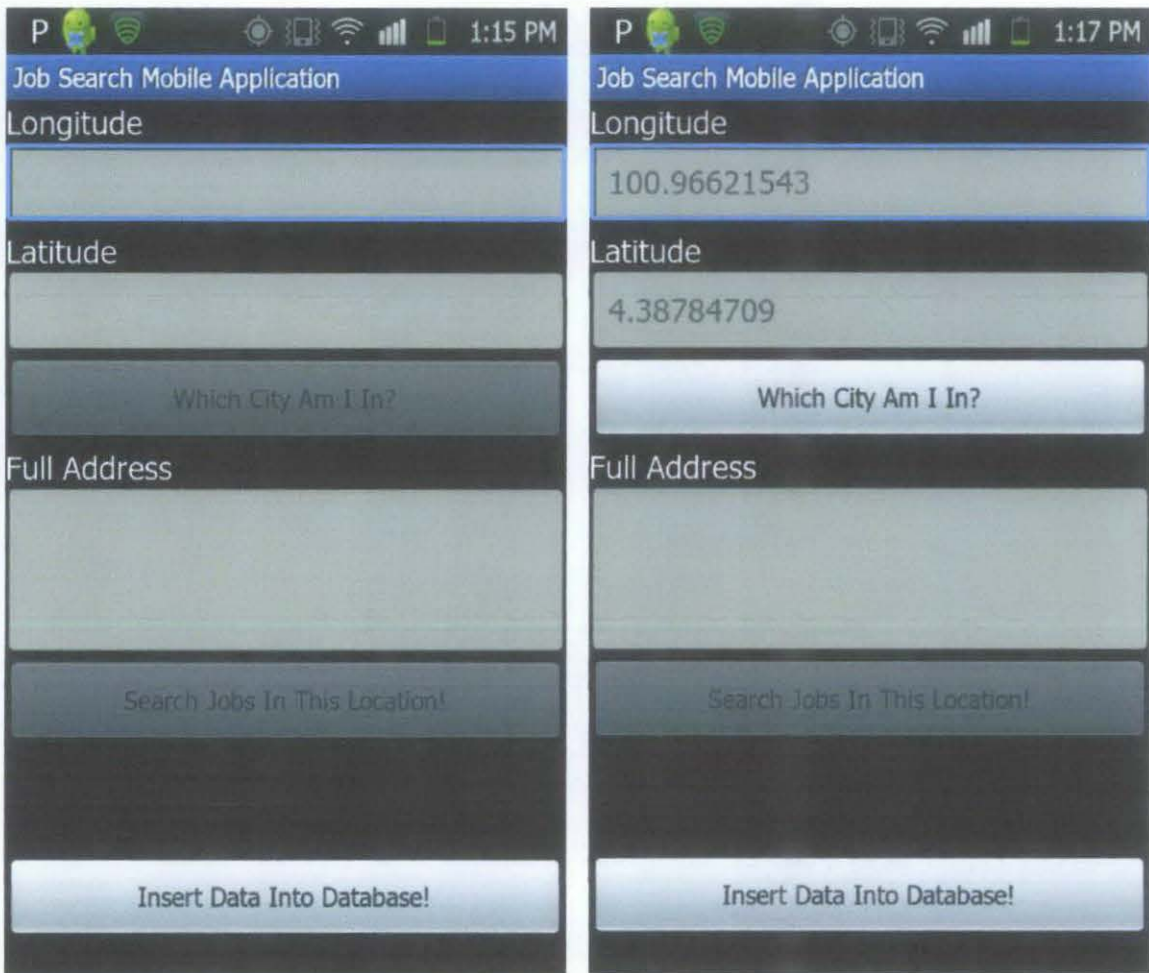 P 1:15 PM
Job Search Mobile Application
Longitude
Latitude
Which City Am I In?
Full Address
Search Jobs In This Location!
Insert Data Into Database!
P 1:17 PM
Job Search Mobile Application
Longitude
100.96621543
Latitude
4.38784709
Which City Am I In?
Full Address
Search Jobs In This Location!
Insert Data Into Database!